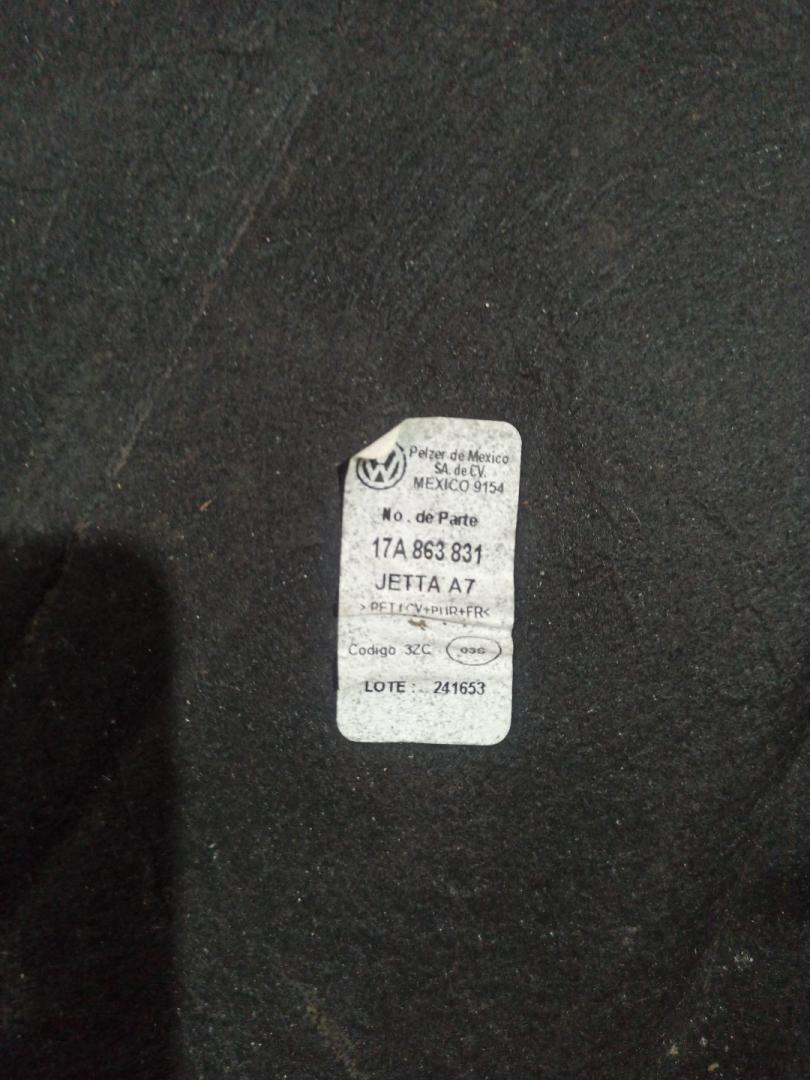 Pelzer de Mexico
SA. de CV.
MEXICO 9154
No. de Parte
17A 863 831
JETTA A7
Codigo 3ZC
LOTE : 241653